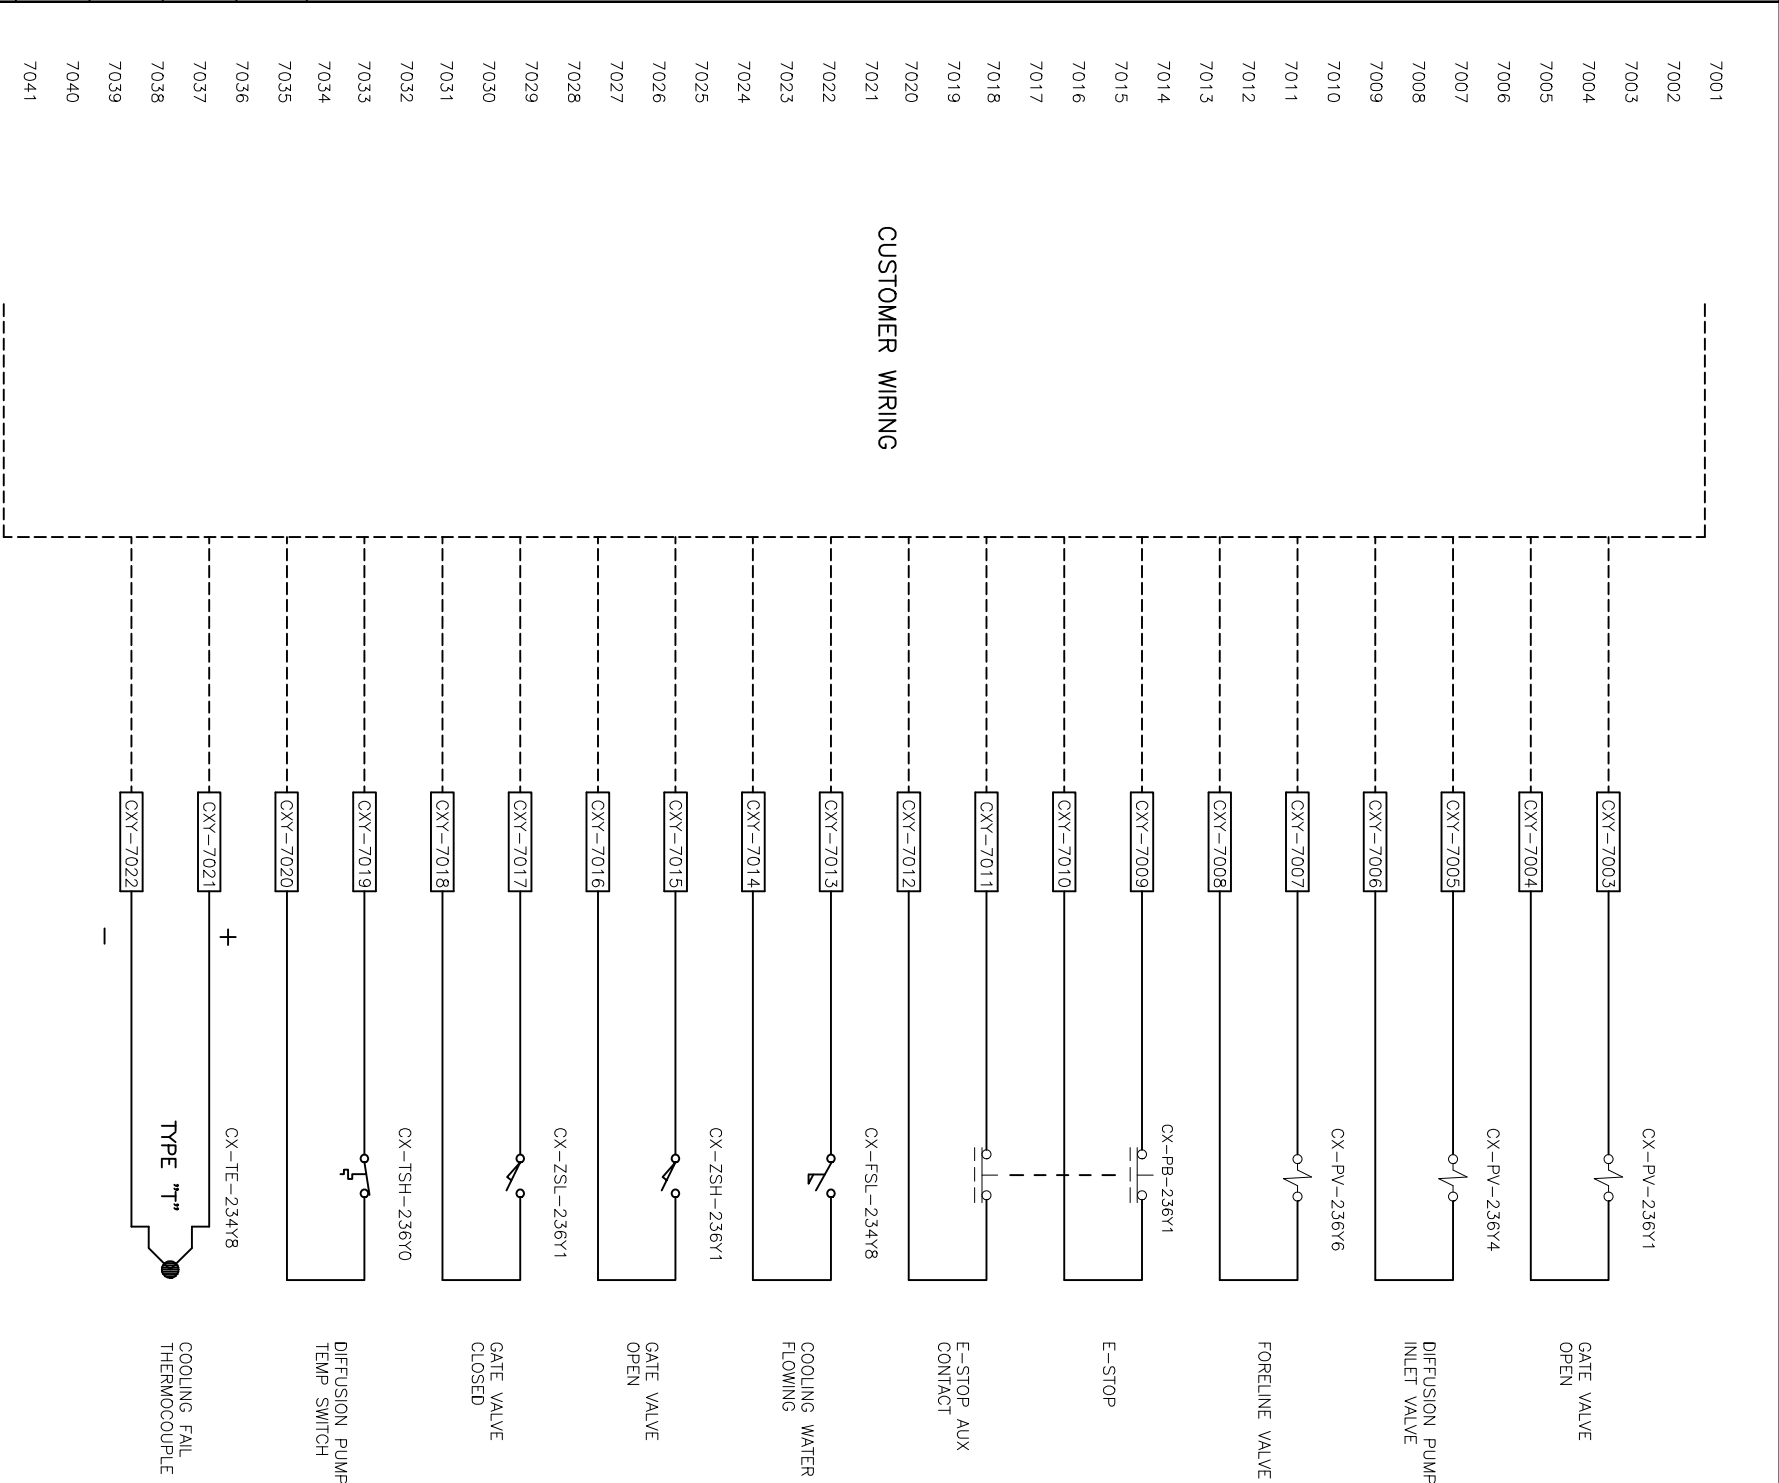 7001
7002
7003
7004
7005
7006
7007
7008
7009
7010
7011
7012
7013
7014
7015
7016
7017
7018
7019
7020
7021
7022
7023
7024
7025
7026
7027
7028
7029
7030
7031
7032
7033
7034
7035
7036
7037
7038
7039
7040
7041
CUSTOMER WIRING
CXY-7003
CX-PV-236Y1
GATE VALVE
OPEN
CXY-7004
CXY-7005
CX-PV-236Y4
DIFFUSION PUMP
INLET VALVE
CXY-7006
CXY-7007
CX-PV-236Y6
FORELINE VALVE
CXY-7008
CXY-7009
CX-PB-236Y1
E-STOP
CXY-7010
CXY-7011
E-STOP AUX
CONTACT
CXY-7012
CXY-7013
CX-FSL-234Y8
COOLING WATER
FLOWING
CXY-7014
CXY-7015
CX-ZSH-236Y1
GATE VALVE
OPEN
CXY-7016
CXY-7017
CX-ZSL-236Y1
GATE VALVE
CLOSED
CXY-7018
CXY-7019
CX-TSH-236Y0
DIFFUSION PUMP
TEMP SWITCH
CXY-7020
CXY-7021
+
CX-TE-234Y8
TYPE "T"
COOLING FAIL
THERMOCOUPLE
CXY-7022
-